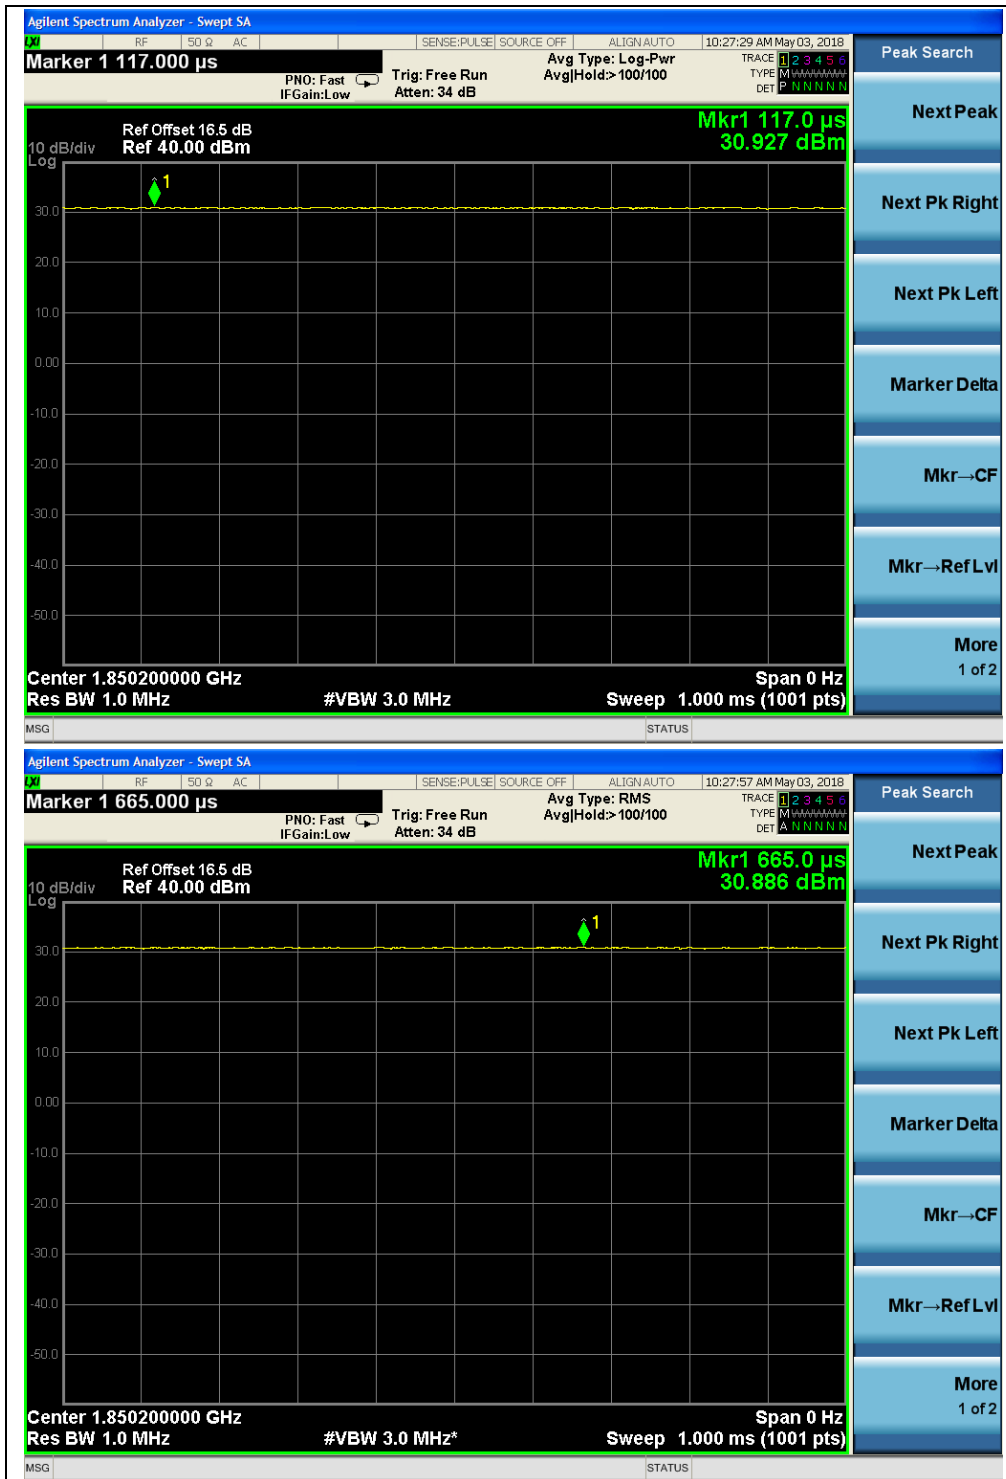 Agilent Spectrum Analyzer - Swept SA
LXI RF 50 Ω AC SENSE:PULSE SOURCE OFF ALIGN AUTO 10:27:29 AM May 03, 2018
Marker 1 117.000 µs
PNO: Fast
IFGain:Low
Trig: Free Run
Atten: 34 dB
Avg Type: Log-Pwr
Avg|Hold:>100/100
TRACE 1 2 3 4 5 6
TYPE M
DET P N N N N N
Mkr1 117.0 µs
30.927 dBm
Ref Offset 16.5 dB
10 dB/div Ref 40.00 dBm
Log
1
30.0
20.0
10.0
0.00
-10.0
-20.0
-30.0
-40.0
-50.0
Center 1.850200000 GHz Span 0 Hz
Res BW 1.0 MHz #VBW 3.0 MHz Sweep 1.000 ms (1001 pts)
MSG STATUS
Peak Search
Next Peak
Next Pk Right
Next Pk Left
Marker Delta
Mkr→CF
Mkr→Ref Lvl
More
1 of 2
Agilent Spectrum Analyzer - Swept SA
LXI RF 50 Ω AC SENSE:PULSE SOURCE OFF ALIGN AUTO 10:27:57 AM May 03, 2018
Marker 1 665.000 µs
PNO: Fast
IFGain:Low
Trig: Free Run
Atten: 34 dB
Avg Type: RMS
Avg|Hold:>100/100
TRACE 1 2 3 4 5 6
TYPE M
DET A N N N N N
Mkr1 665.0 µs
30.886 dBm
Ref Offset 16.5 dB
10 dB/div Ref 40.00 dBm
Log
1
30.0
20.0
10.0
0.00
-10.0
-20.0
-30.0
-40.0
-50.0
Center 1.850200000 GHz Span 0 Hz
Res BW 1.0 MHz #VBW 3.0 MHz* Sweep 1.000 ms (1001 pts)
MSG STATUS
Peak Search
Next Peak
Next Pk Right
Next Pk Left
Marker Delta
Mkr→CF
Mkr→Ref Lvl
More
1 of 2